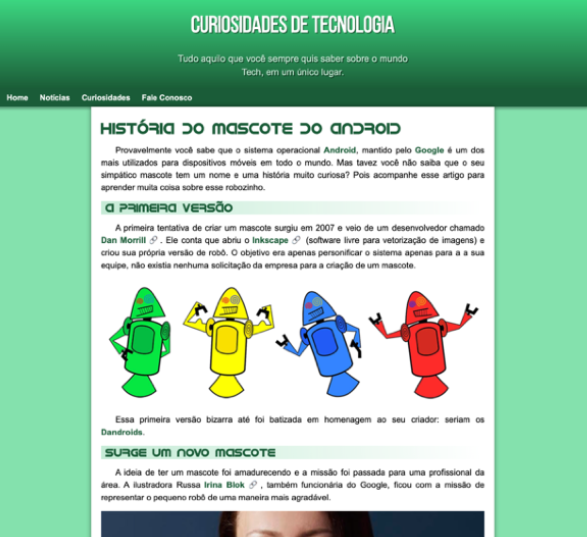 CURIOSIDADES DE TECNOLOGIA
Tudo aquilo que você sempre quis saber sobre o mundo
Tech, em um único lugar.
Home Notícias Curiosidades Fale Conosco
HISTÓRIA DO MASCOTE DO ANDROID
Provavelmente você sabe que o sistema operacional Android, mantido pelo Google é um dos
mais utilizados para dispositivos móveis em todo o mundo. Mas tavez você não saiba que o seu
simpático mascote tem um nome e uma história muito curiosa? Pois acompanhe esse artigo para
aprender muita coisa sobre esse robozinho.
A PRIMEIRA VERSÃO
A primeira tentativa de criar um mascote surgiu em 2007 e veio de um desenvolvedor chamado
Dan Morrill . Ele conta que abriu o Inkscape (software livre para vetorização de imagens) e
criou sua própria versão de robô. O objetivo era apenas personificar o sistema apenas para a a sua
equipe, não existia nenhuma solicitação da empresa para a criação de um mascote.
Essa primeira versão bizarra até foi batizada em homenagem ao seu criador: seriam os
Dandroids.
SURGE UM NOVO MASCOTE
A ideia de ter um mascote foi amadurecendo e a missão foi passada para uma profissional da
área. A ilustradora Russa Irina Blok , também funcionária do Google, ficou com a missão de
representar o pequeno robô de uma maneira mais agradável.